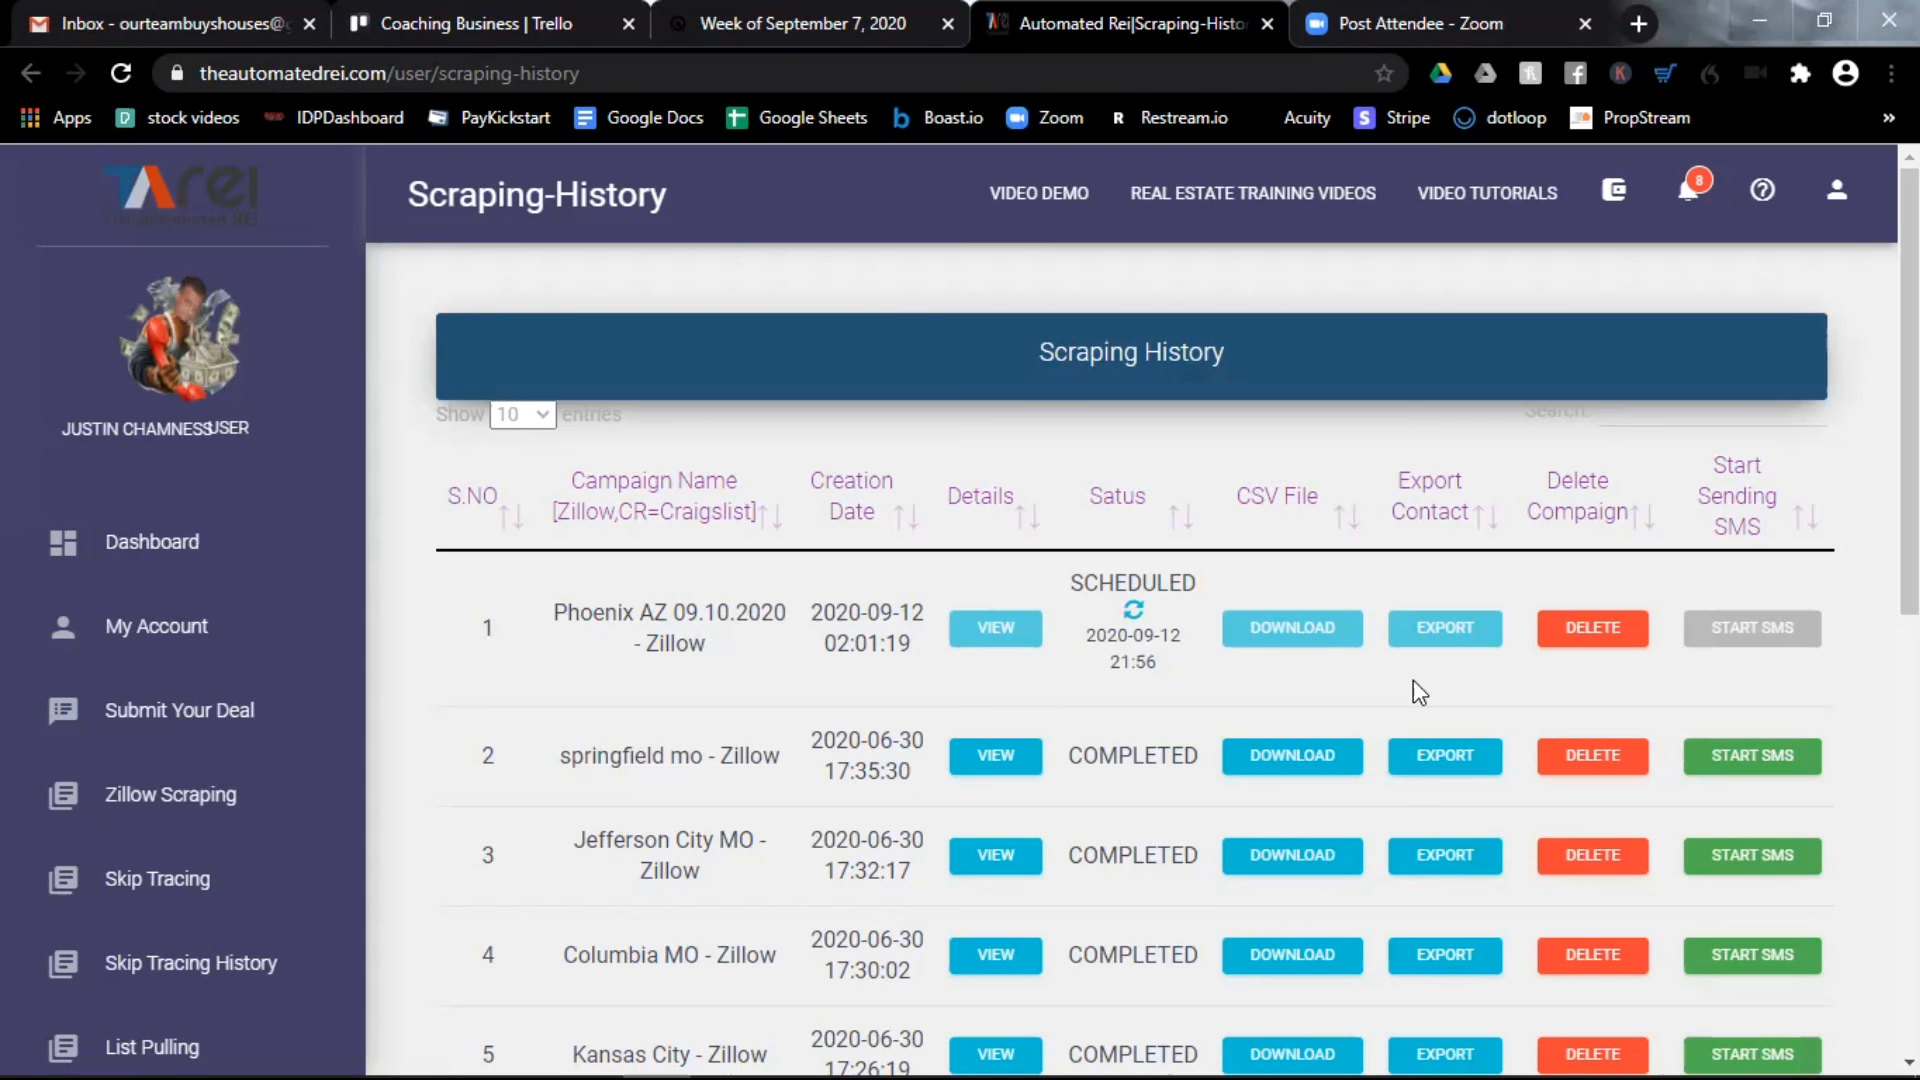 Inbox - ourteambuyshouses@g
Coaching Business | Trello
Week of September 7, 2020
Automated Rei|Scraping-Histo
Post Attendee - Zoom
theautomatedrei.com/user/scraping-history
Apps
stock videos
IDPDashboard
PayKickstart
Google Docs
Google Sheets
Boast.io
Zoom
Restream.io
Acuity
Stripe
dotloop
PropStream
TArei
Scraping-History
VIDEO DEMO
REAL ESTATE TRAINING VIDEOS
VIDEO TUTORIALS
8
JUSTIN CHAMNESS USER
Dashboard
My Account
Submit Your Deal
Zillow Scraping
Skip Tracing
Skip Tracing History
List Pulling
Scraping History
Show 10 entries
Search:
S.NO
Campaign Name
[Zillow,CR=Craigslist]
Creation
Date
Details
Satus
CSV File
Export
Contact
Delete
Compaign
Start
Sending
SMS
1
Phoenix AZ 09.10.2020
- Zillow
2020-09-12
02:01:19
VIEW
SCHEDULED
2020-09-12
21:56
DOWNLOAD
EXPORT
DELETE
START SMS
2
springfield mo - Zillow
2020-06-30
17:35:30
VIEW
COMPLETED
DOWNLOAD
EXPORT
DELETE
START SMS
3
Jefferson City MO -
Zillow
2020-06-30
17:32:17
VIEW
COMPLETED
DOWNLOAD
EXPORT
DELETE
START SMS
4
Columbia MO - Zillow
2020-06-30
17:30:02
VIEW
COMPLETED
DOWNLOAD
EXPORT
DELETE
START SMS
5
Kansas City - Zillow
2020-06-30
17:26:19
VIEW
COMPLETED
DOWNLOAD
EXPORT
DELETE
START SMS